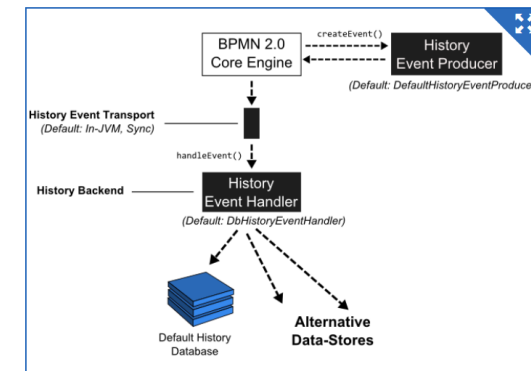 createEvent()
BPMN 2.0
Core Engine
History
Event Producer
(Default: DefaultHistoryEventProduce
History Event Transport
(Default: In-JVM, Sync)
handleEvent()
History Backend
History
Event Handler
(Default: DbHistoryEventHandler)
Default History
Database
Alternative
Data-Stores